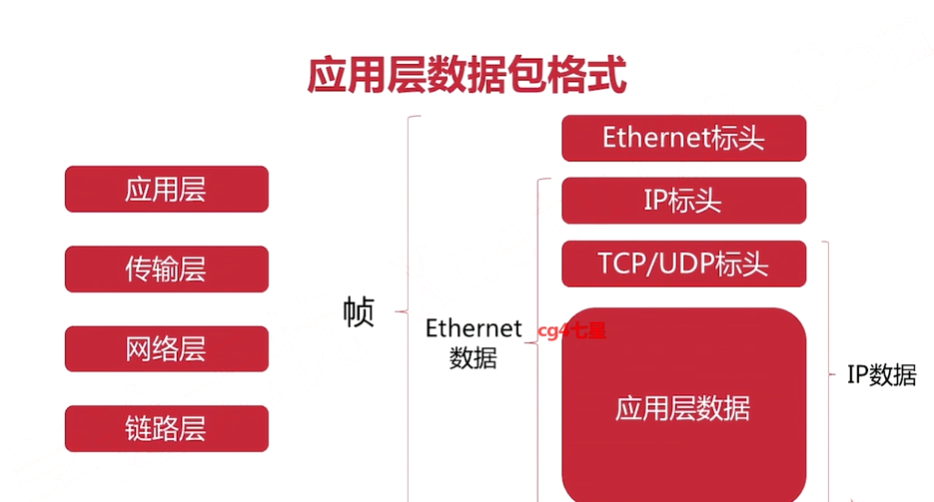 应用层数据包格式
应用层
传输层
网络层
链路层
帧
Ethernet
数据
cg4七星
Ethernet标头
IP标头
TCP/UDP标头
应用层数据
IP数据